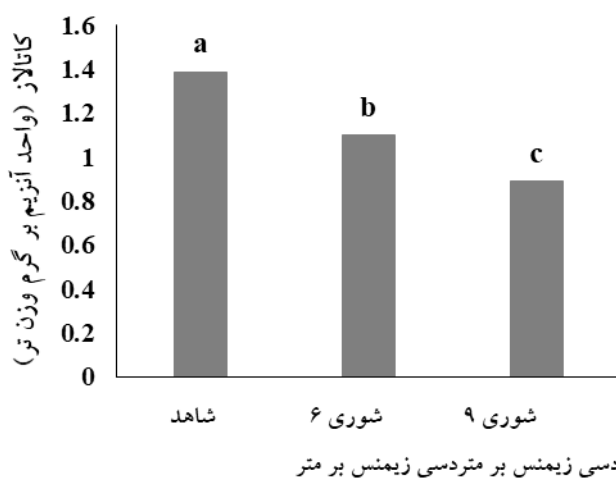 کاتالاز (واحد آنزیم بر گرم وزن تر)
1.6
1.4
1.2
1
0.8
0.6
0.4
0.2
0
a
b
c
شاهد
شوری ۶
شوری ۹
دسی زیمنس بر متردسی زیمنس بر متر